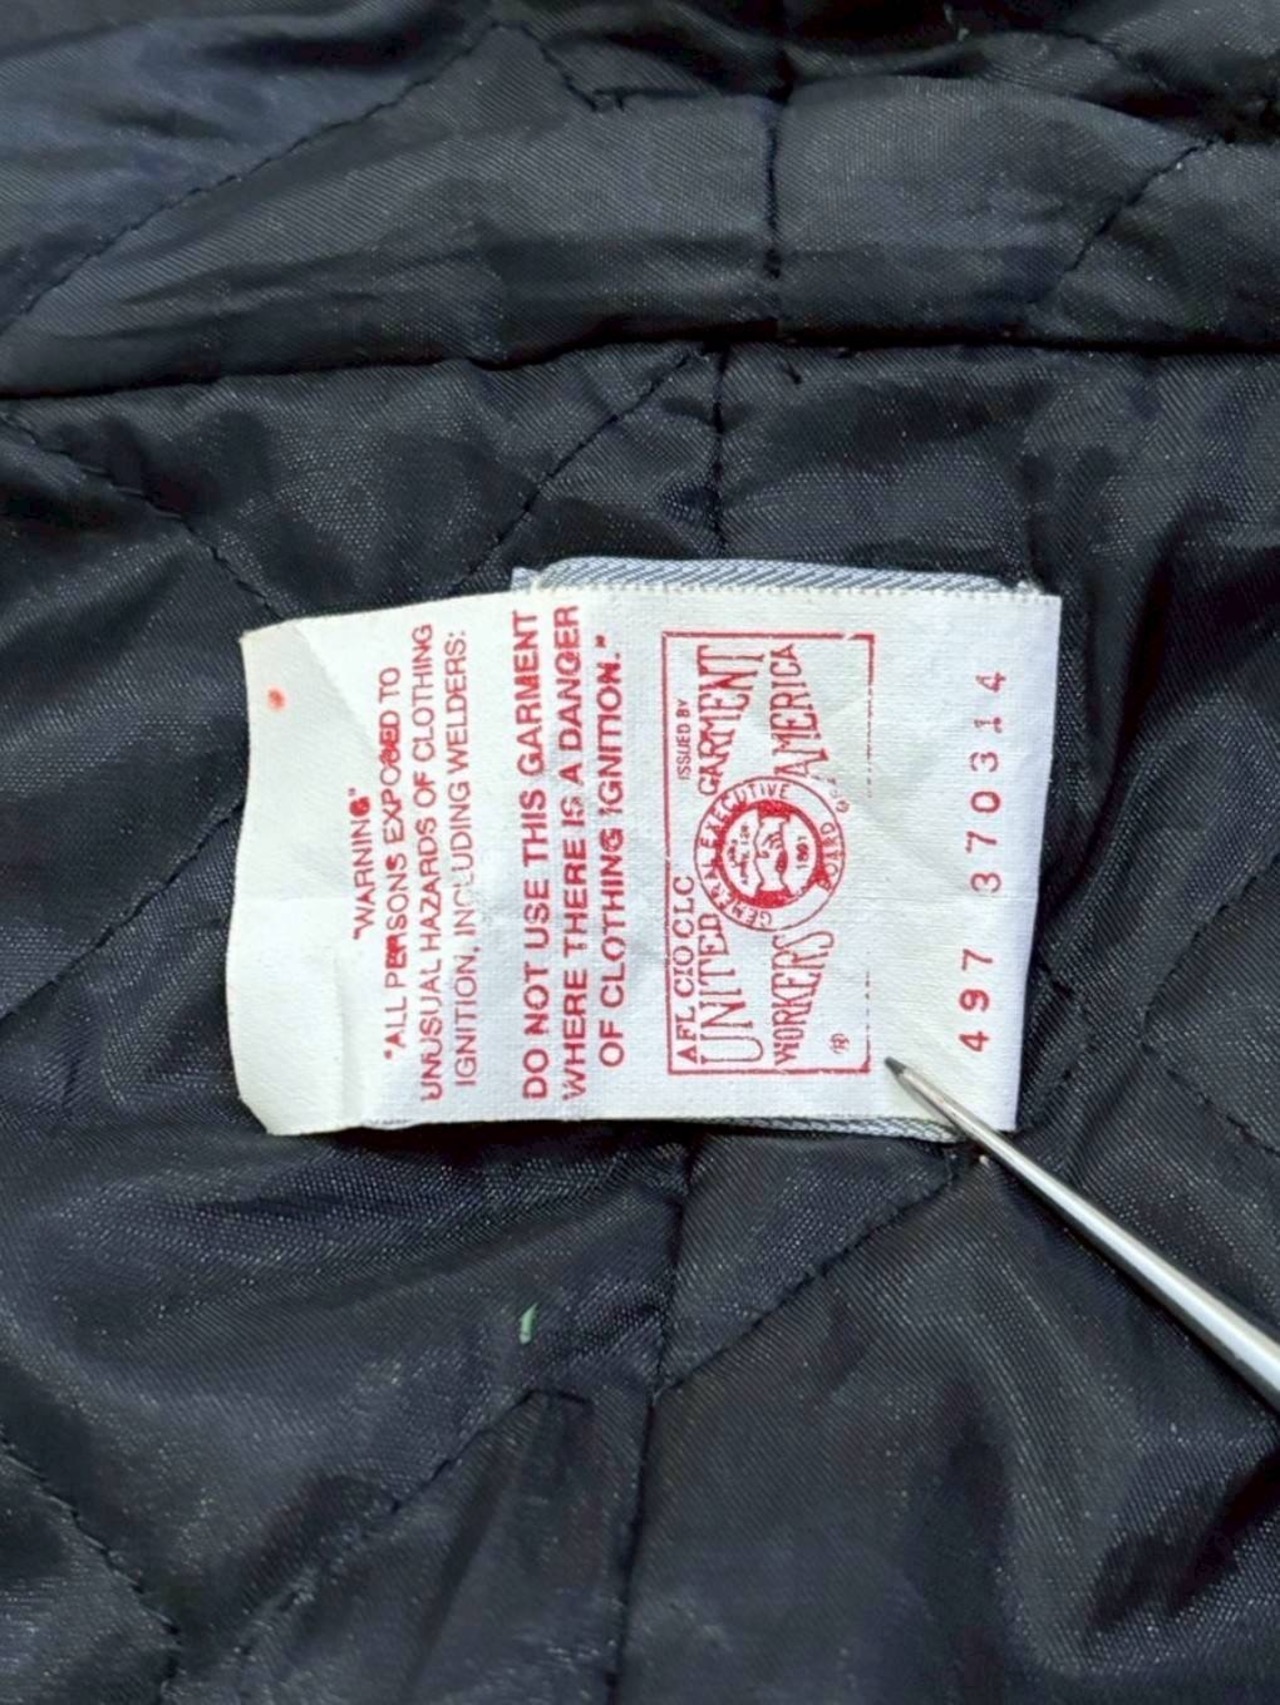 "WARNING"
"ALL PERSONS EXPOSED TO
UNUSUAL HAZARDS OF CLOTHING
IGNITION, INCLUDING WELDERS:
DO NOT USE THIS GARMENT
WHERE THERE IS A DANGER
OF CLOTHING IGNITION."
AFL CIO CLC ISSUED BY
UNITED GARMENT
WORKERS AMERICA
GENERAL EXECUTIVE BOARD
1891
®
497 370314